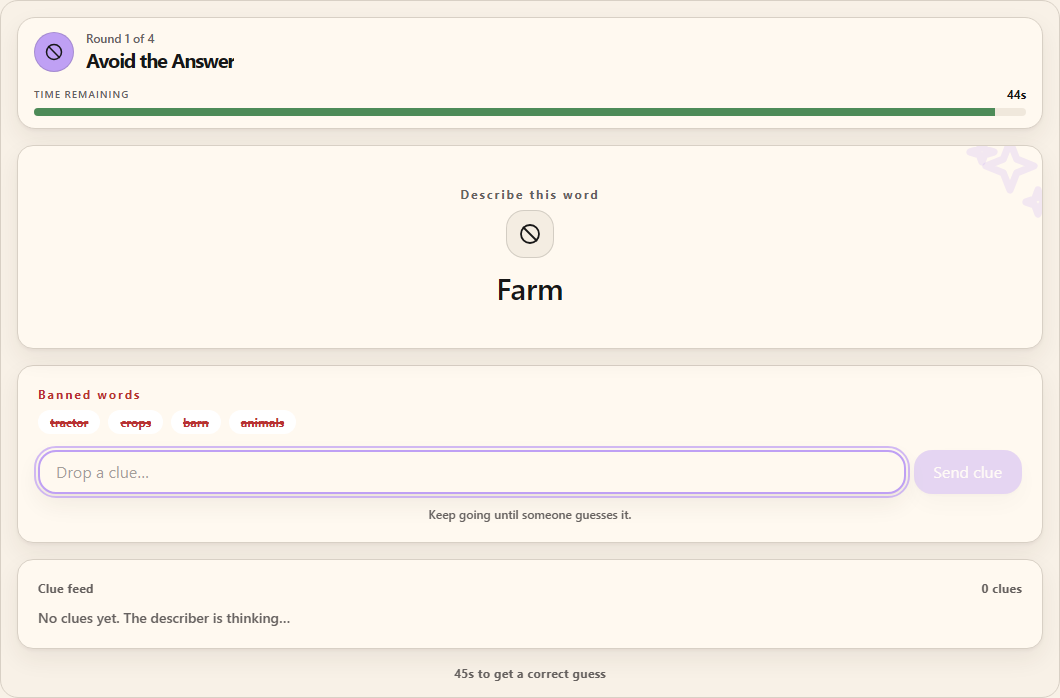 Round 1 of 4
Avoid the Answer
TIME REMAINING
44s
Describe this word
Farm
Banned words
tractor crops barn animals
Drop a clue...
Send clue
Keep going until someone guesses it.
Clue feed
0 clues
No clues yet. The describer is thinking...
45s to get a correct guess